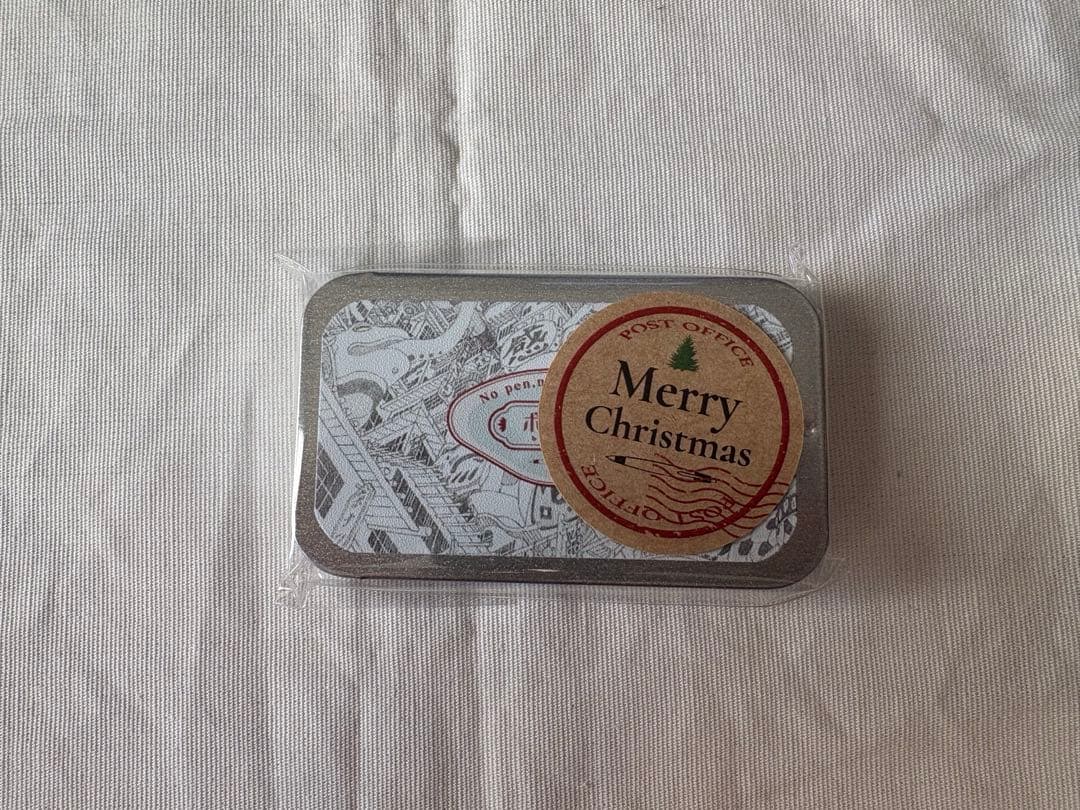 No pen,
POST OFFICE
Merry
Christmas
POST OFFICE